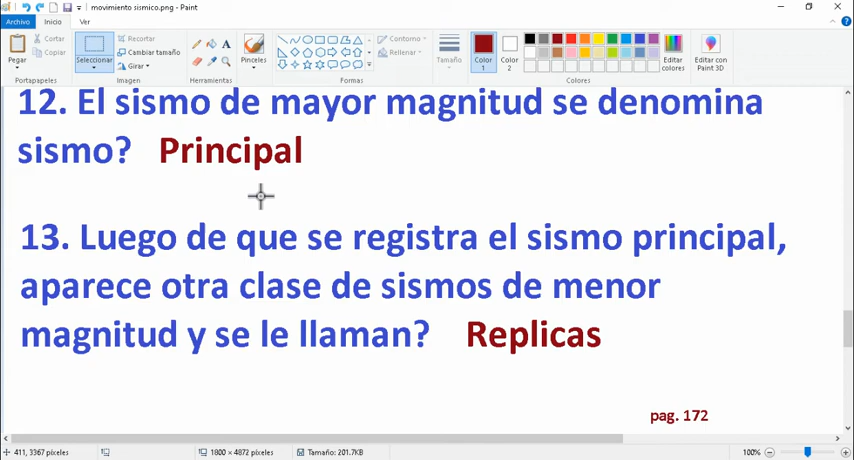 movimiento sismico.png - Paint
Archivo Inicio Ver
Pegar
Cortar
Copiar
Portapapeles
Seleccionar
Recortar
Cambiar tamaño
Girar
Imagen
Herramientas
Pinceles
Contorno
Rellenar
Formas
Tamaño
Color 1
Color 2
Editar colores
Editar con Paint 3D
Colores
12. El sismo de mayor magnitud se denomina
sismo? Principal
13. Luego de que se registra el sismo principal,
aparece otra clase de sismos de menor
magnitud y se le llaman? Replicas
pag. 172
411, 3367 píxeles 1800 × 4872 píxeles Tamaño: 201.7KB 100%